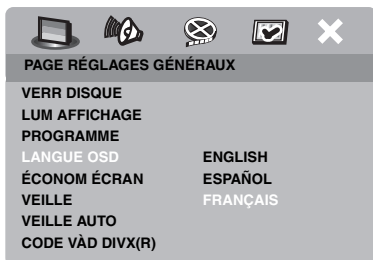 PAGE RÉGLAGES GÉNÉRAUX
VERR DISQUE
LUM AFFICHAGE
PROGRAMME
LANGUE OSD ENGLISH
ÉCONOM ÉCRAN ESPAÑOL
VEILLE FRANÇAIS
VEILLE AUTO
CODE VÀD DIVX(R)